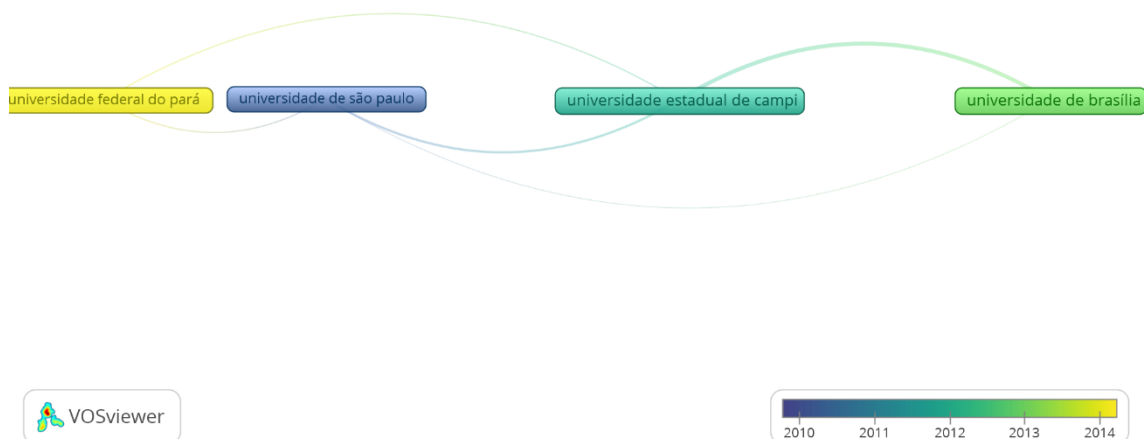 universidade federal do pará
universidade de são paulo
universidade estadual de campi
universidade de brasília
VOSviewer
2010 2011 2012 2013 2014